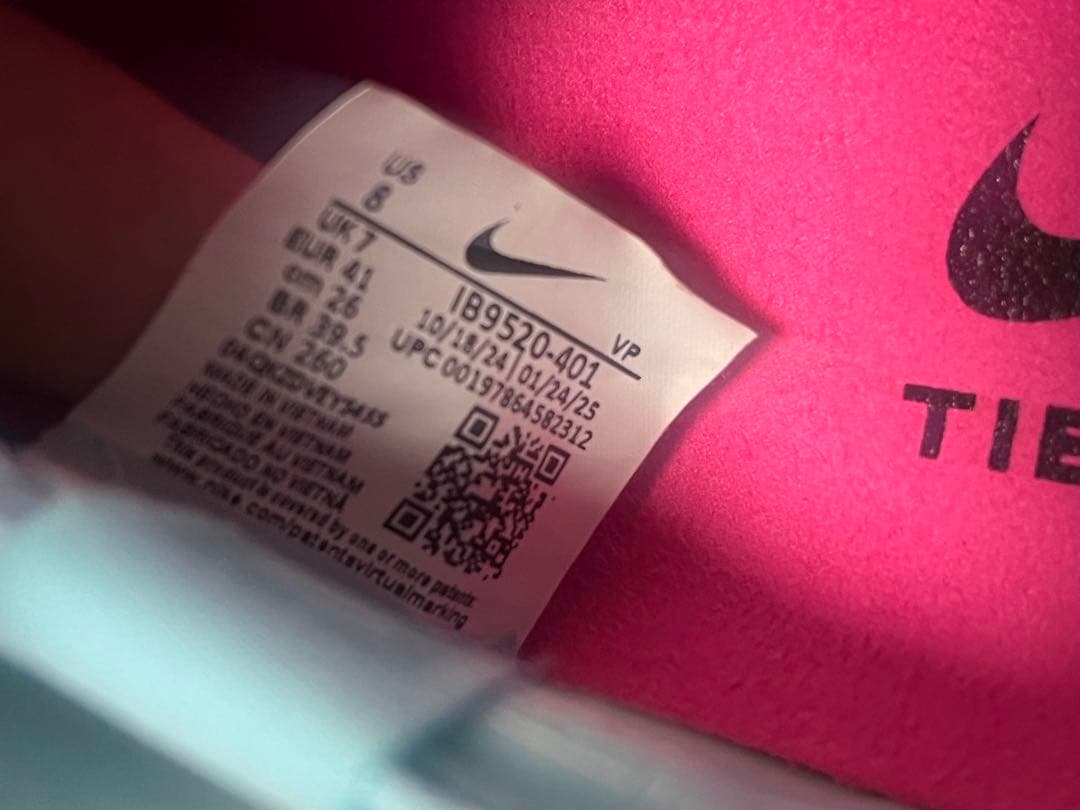 US
8
UK 7
EUR 41
cm 26
BR 39.5
CN 260
VP
IB9520-401
10/18/24 | 01/24/25
UPC 00197864582312
MADE IN VIETNAM
HECHO EN VIETNAM
FABRIQUE AU VIETNAM
FABRICADO NO VIETNÃ
This product is covered by one or more patents:
www.nike.com/patentsvirtualmarking
TIE